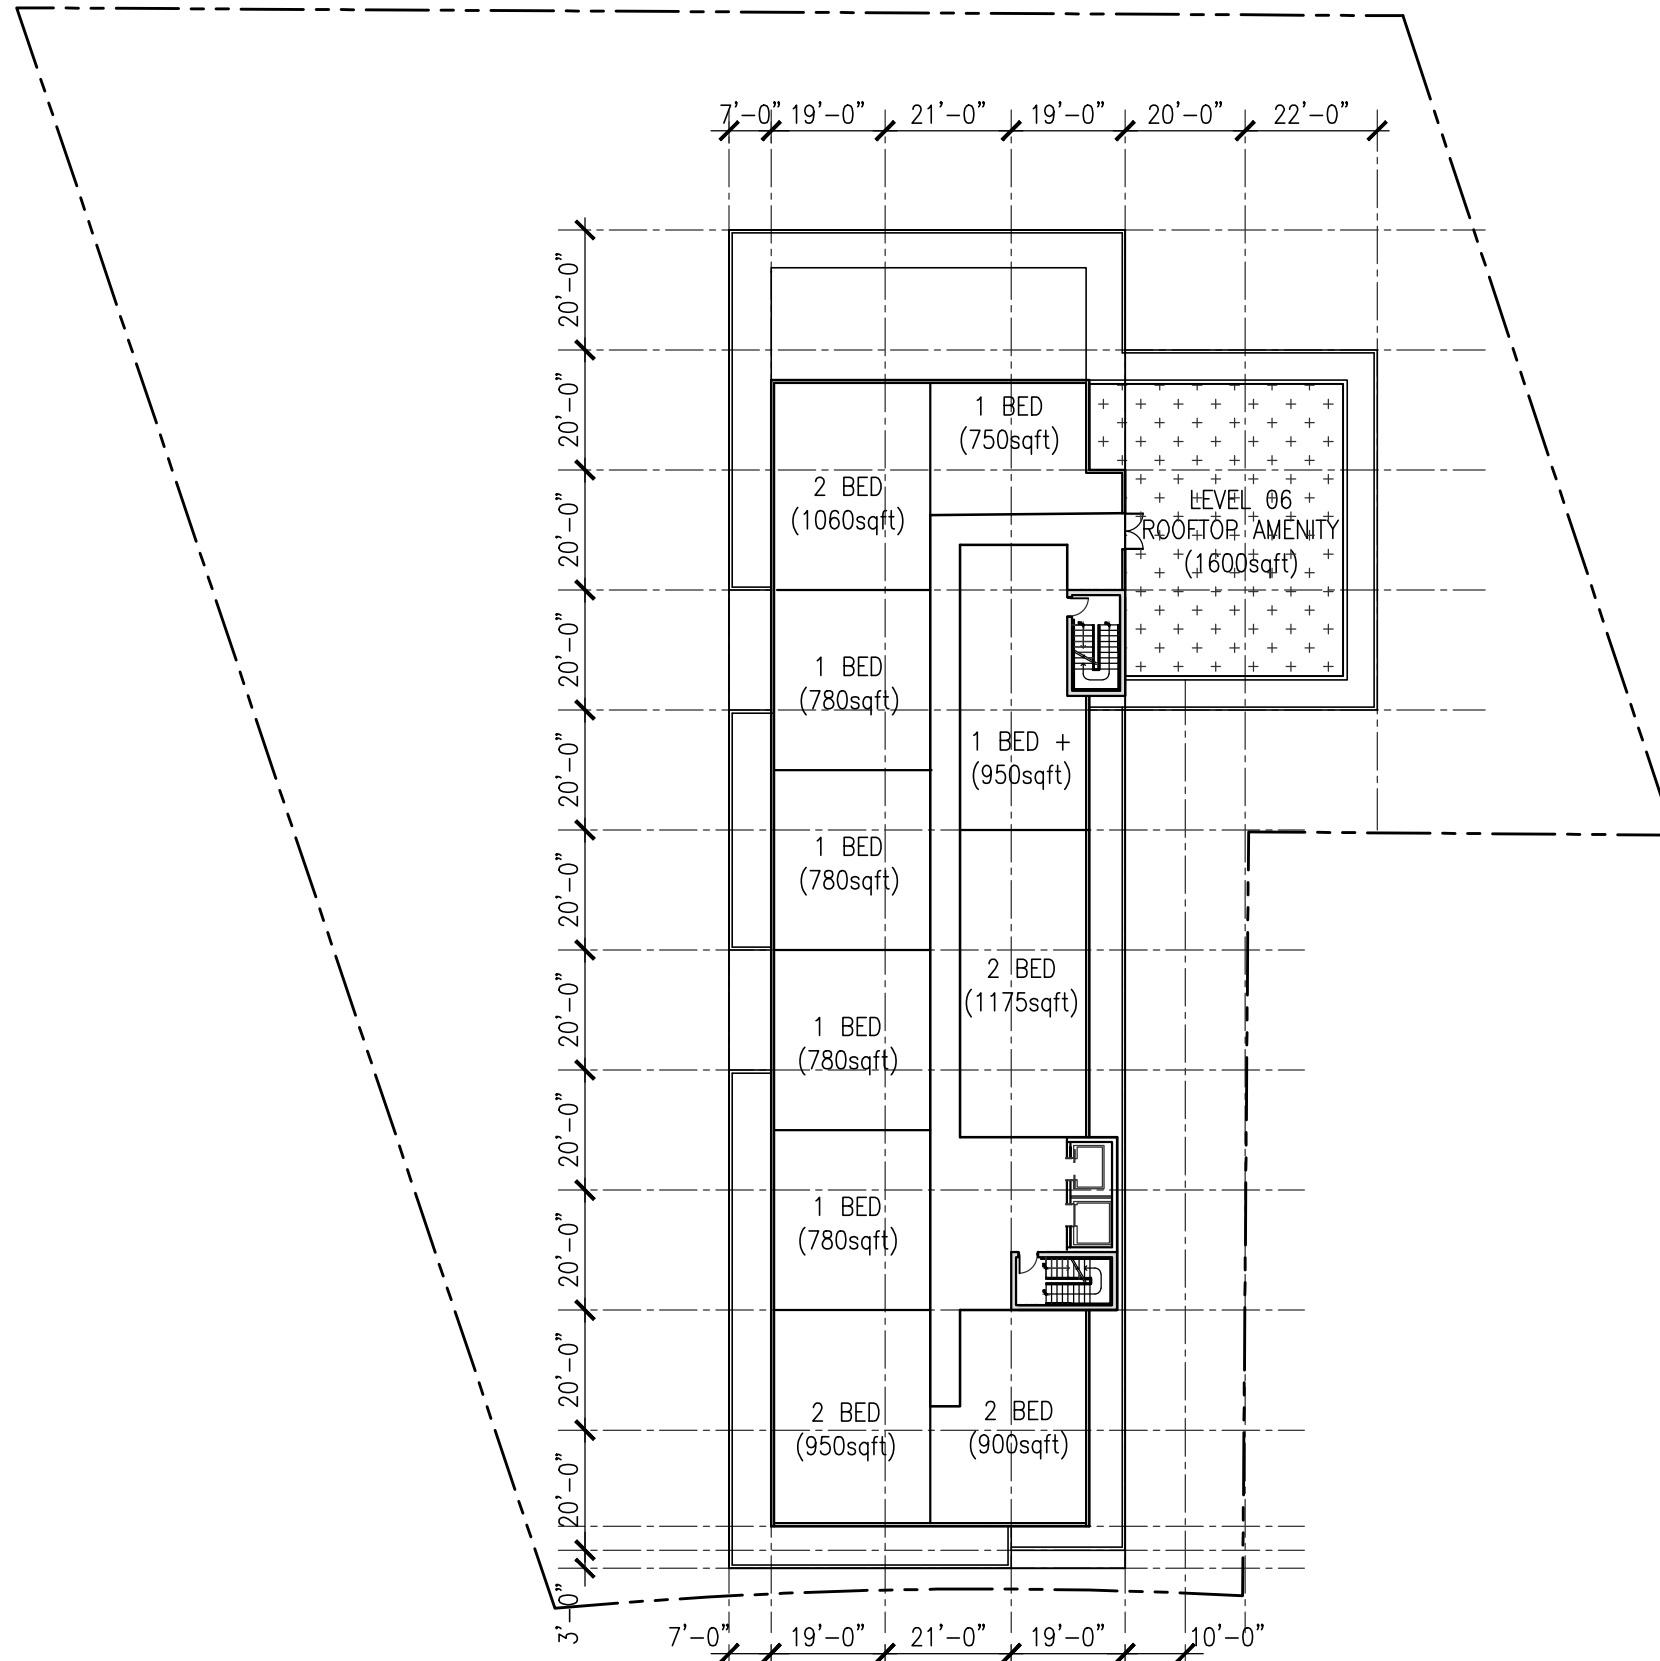 7'-0" 19'-0" 21'-0" 19'-0" 20'-0" 22'-0"
20'-0"
20'-0"
20'-0"
20'-0"
20'-0"
20'-0"
20'-0"
20'-0"
20'-0"
20'-0"
20'-0"
3'-0"
1 BED
(750sqft)
2 BED
(1060sqft)
LEVEL 06
ROOFTOP AMENITY
(1600sqft)
1 BED
(780sqft)
1 BED +
(950sqft)
1 BED
(780sqft)
2 BED
(1175sqft)
1 BED
(780sqft)
1 BED
(780sqft)
2 BED
(950sqft)
2 BED
(900sqft)
7'-0" 19'-0" 21'-0" 19'-0" 10'-0"